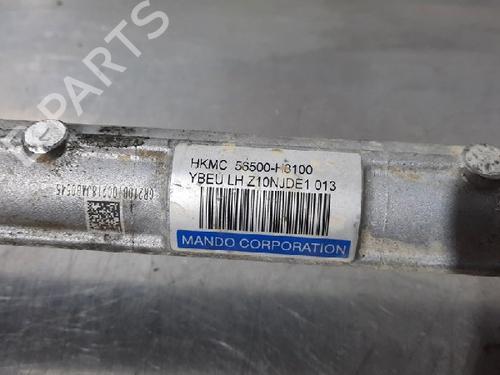 HKMC 56500-H8100
YBEU LH Z10NJDE1 013
MANDO CORPORATION
B-PARTS